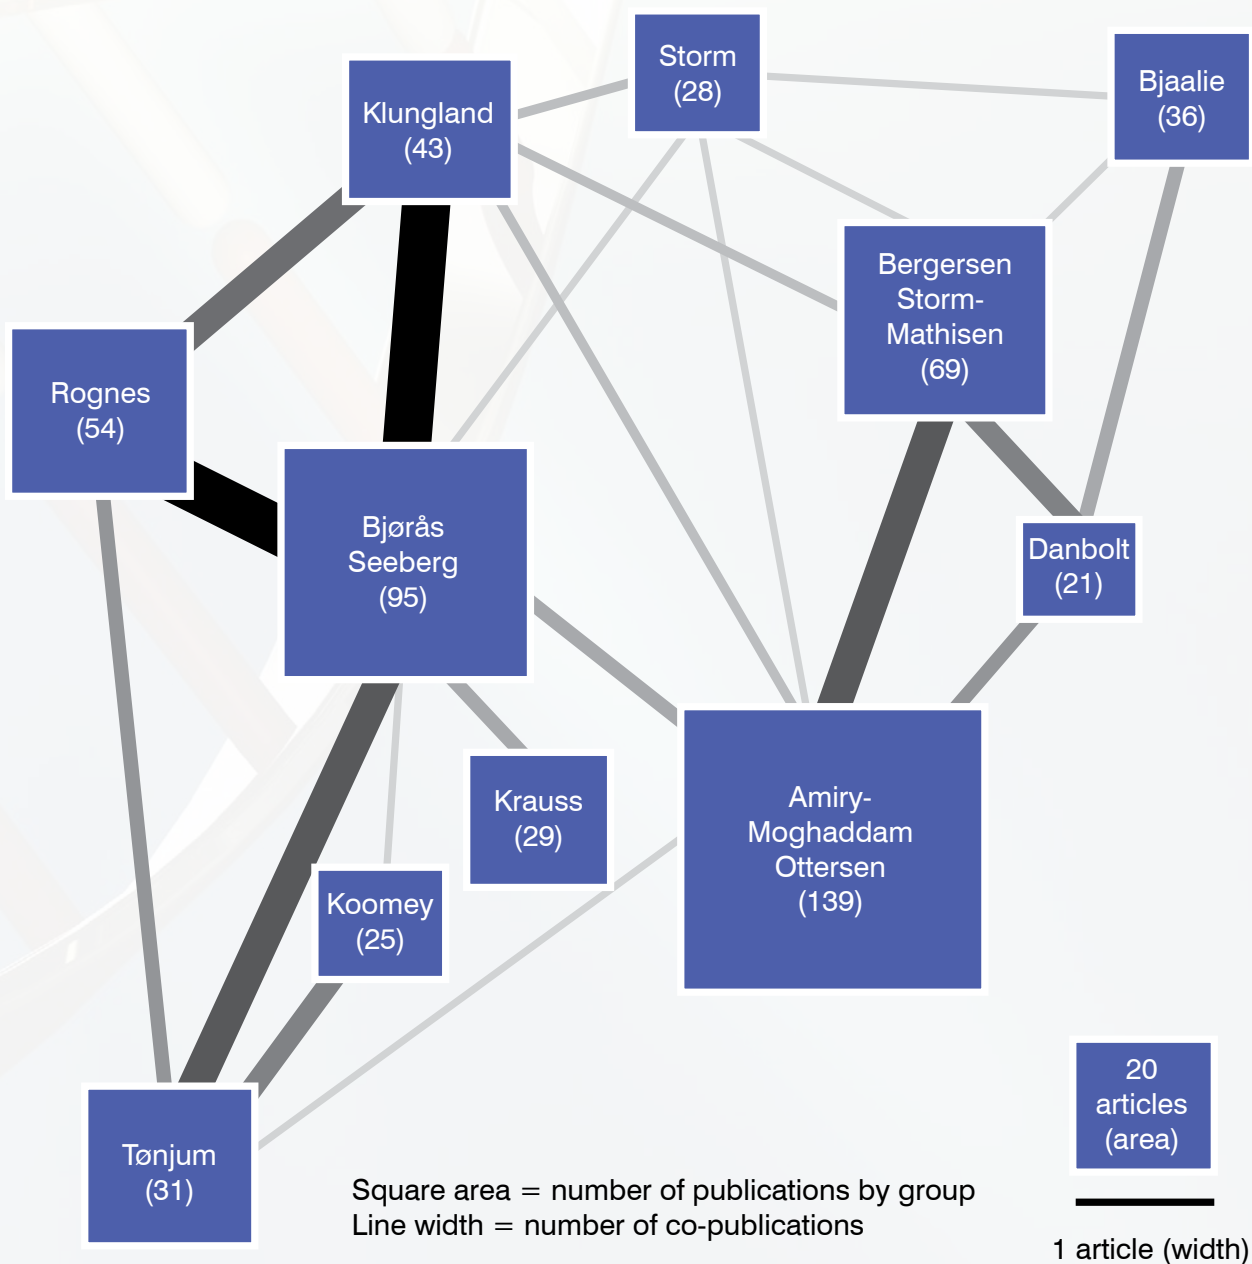 Storm
(28)
Bjaalie
(36)
Klungland
(43)
Bergersen
Storm-
Mathisen
(69)
Rognes
(54)
Bjørås
Seeberg
(95)
Danbolt
(21)
Krauss
(29)
Amiry-
Moghaddam
Ottersen
(139)
Koomey
(25)
Tønjum
(31)
20
articles
(area)
Square area = number of publications by group
Line width = number of co-publications
1 article (width)